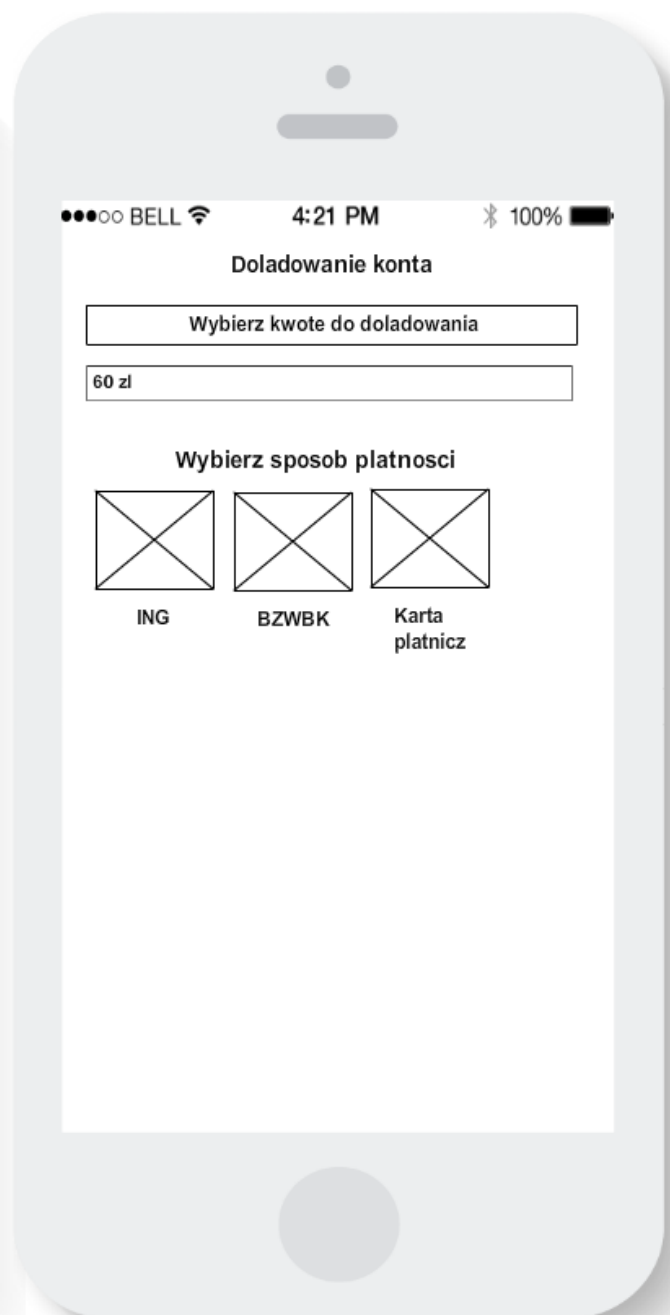 ●●●○○ BELL 4:21 PM 100%
Doladowanie konta
Wybierz kwote do doladowania
60 zl
Wybierz sposob platnosci
ING BZWBK Karta
platnicz